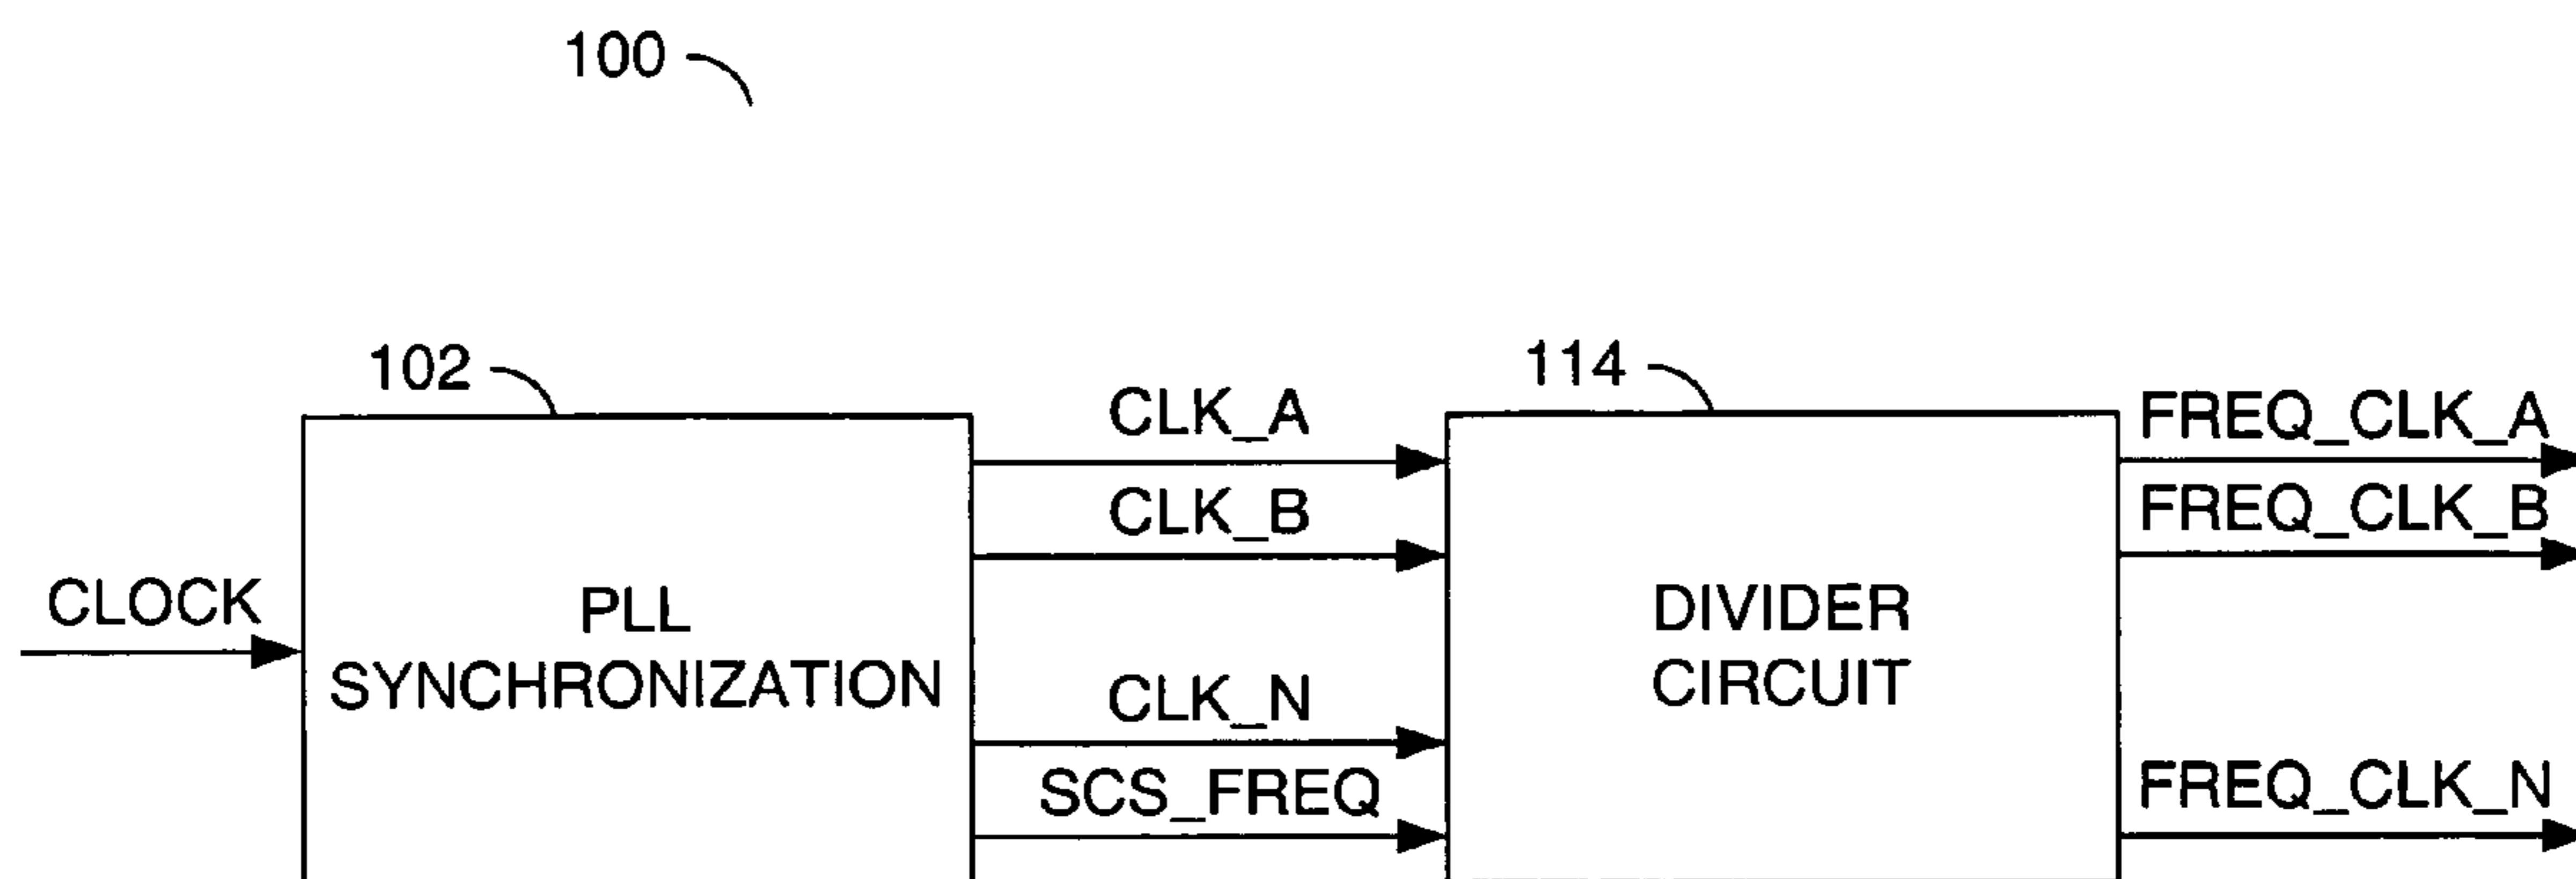 100
102
114
CLK_A
FREQ_CLK_A
CLK_B
FREQ_CLK_B
CLOCK
PLL
SYNCHRONIZATION
DIVIDER
CIRCUIT
CLK_N
SCS_FREQ
FREQ_CLK_N